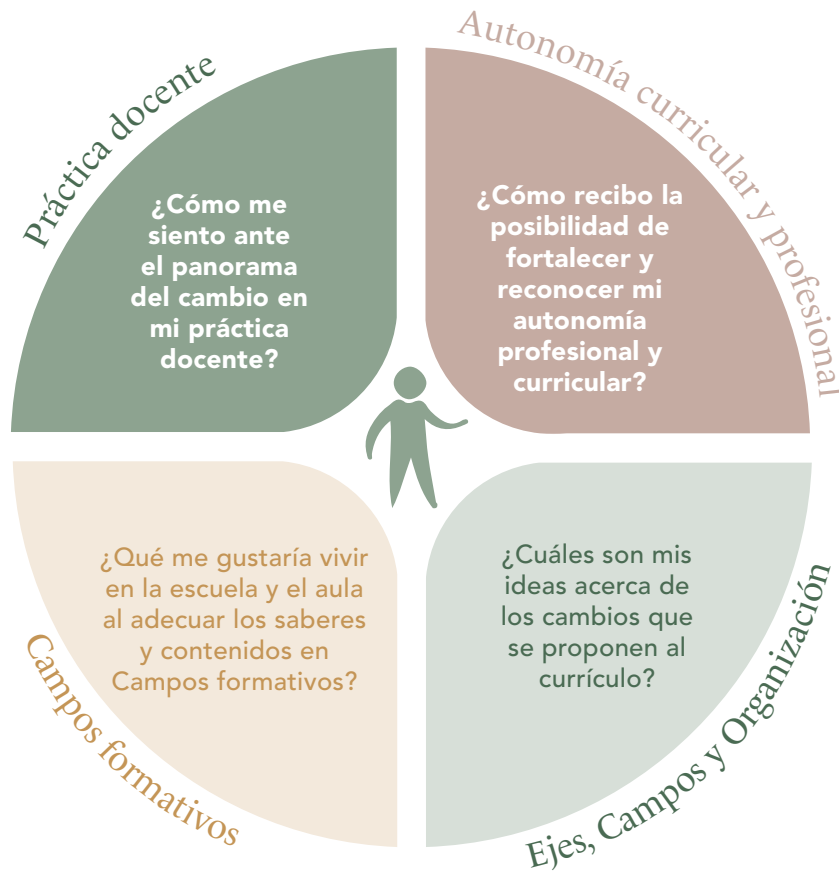 Práctica docente
¿Cómo me
siento ante
el panorama
del cambio en
mi práctica
docente?
Autonomía curricular y profesional
¿Cómo recibo la
posibilidad de
fortalecer y
reconocer mi
autonomía
profesional y
curricular?
Campos formativos
¿Qué me gustaría vivir
en la escuela y el aula
al adecuar los saberes
y contenidos en
Campos formativos?
Ejes, Campos y Organización
¿Cuáles son mis
ideas acerca de
los cambios que
se proponen al
currículo?